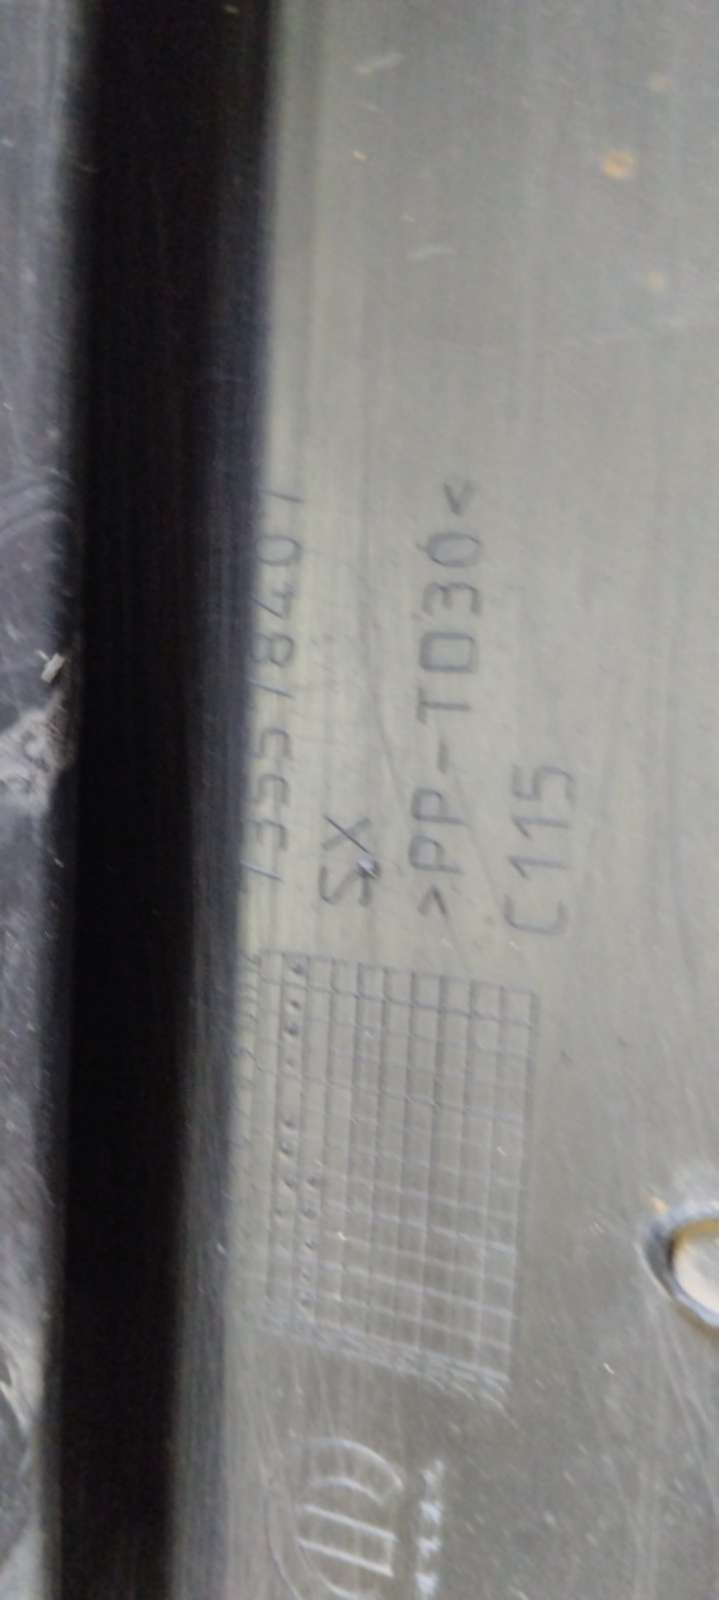 735578407
SX
>PP-TD30<
C115